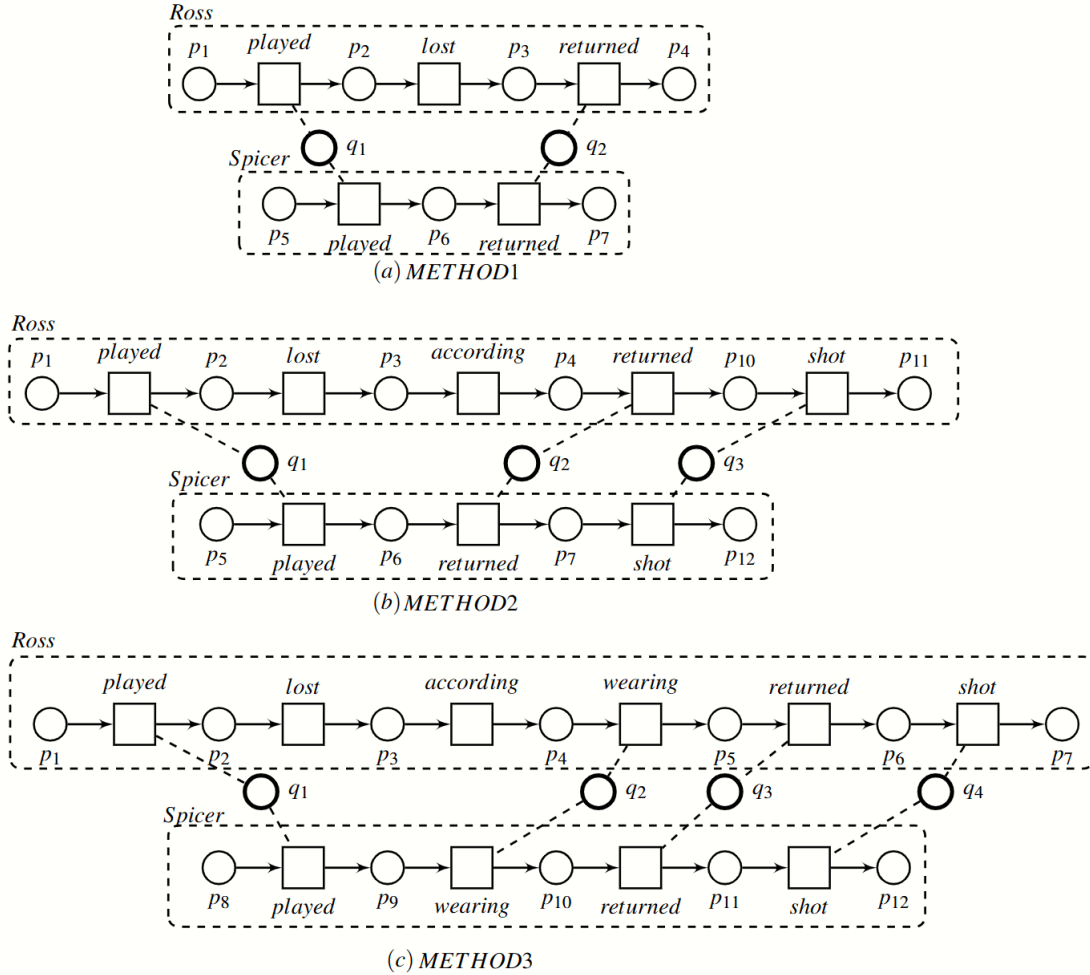 Ross
p1 played p2 lost p3 returned p4
q1 q2
Spicer
p5 played p6 returned p7
(a) METHOD1
Ross
p1 played p2 lost p3 according p4 returned p10 shot p11
q1 q2 q3
Spicer
p5 played p6 returned p7 shot p12
(b) METHOD2
Ross
played lost according wearing returned shot
p1 p2 p3 p4 p5 p6 p7
q1 q2 q3 q4
Spicer
p8 played p9 wearing p10 returned p11 shot p12
(c) METHOD3